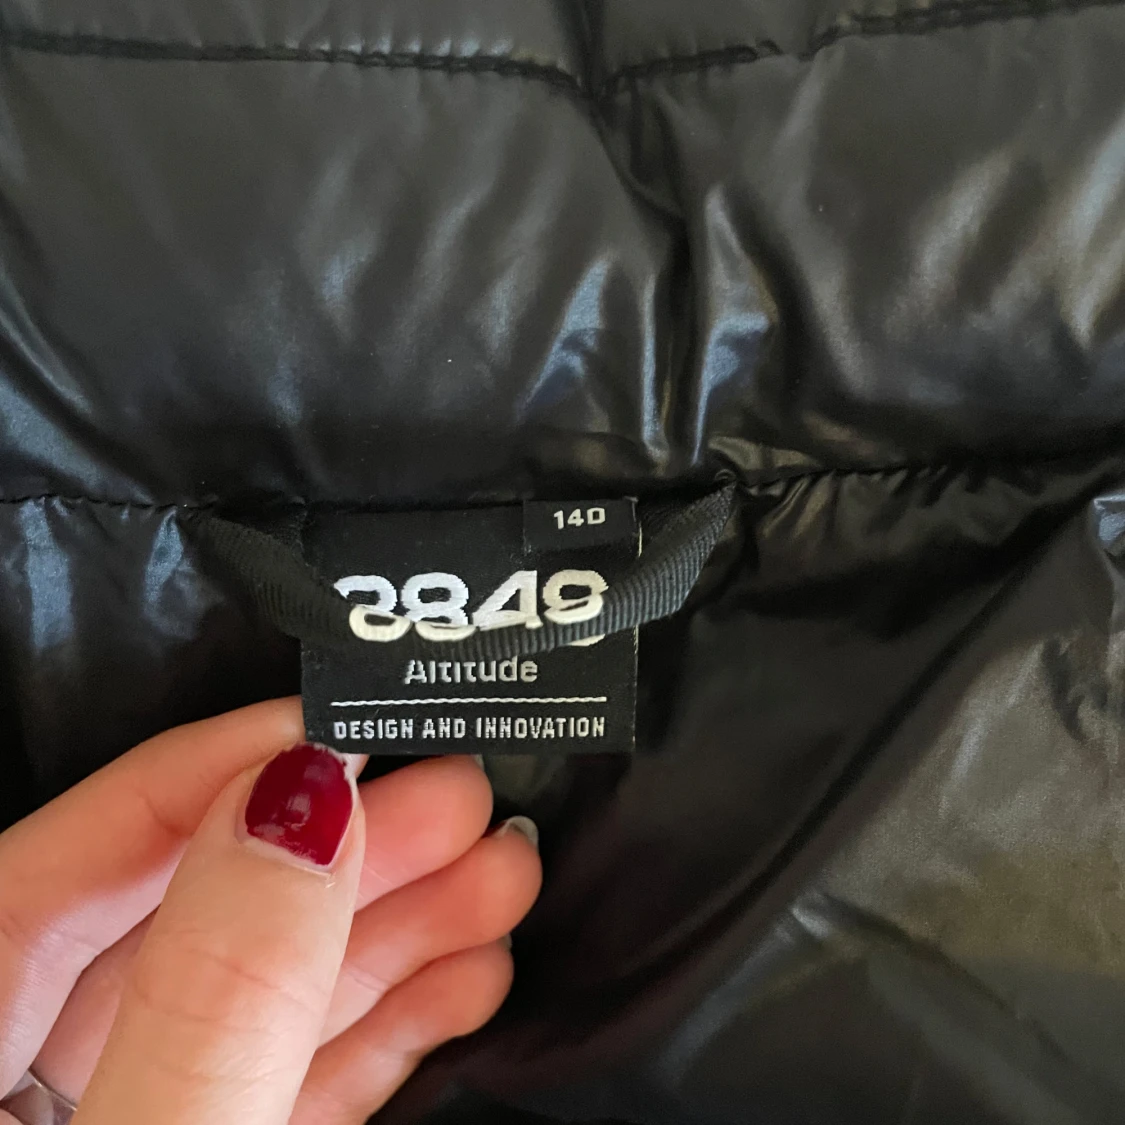 140
8848
Altitude
DESIGN AND INNOVATION